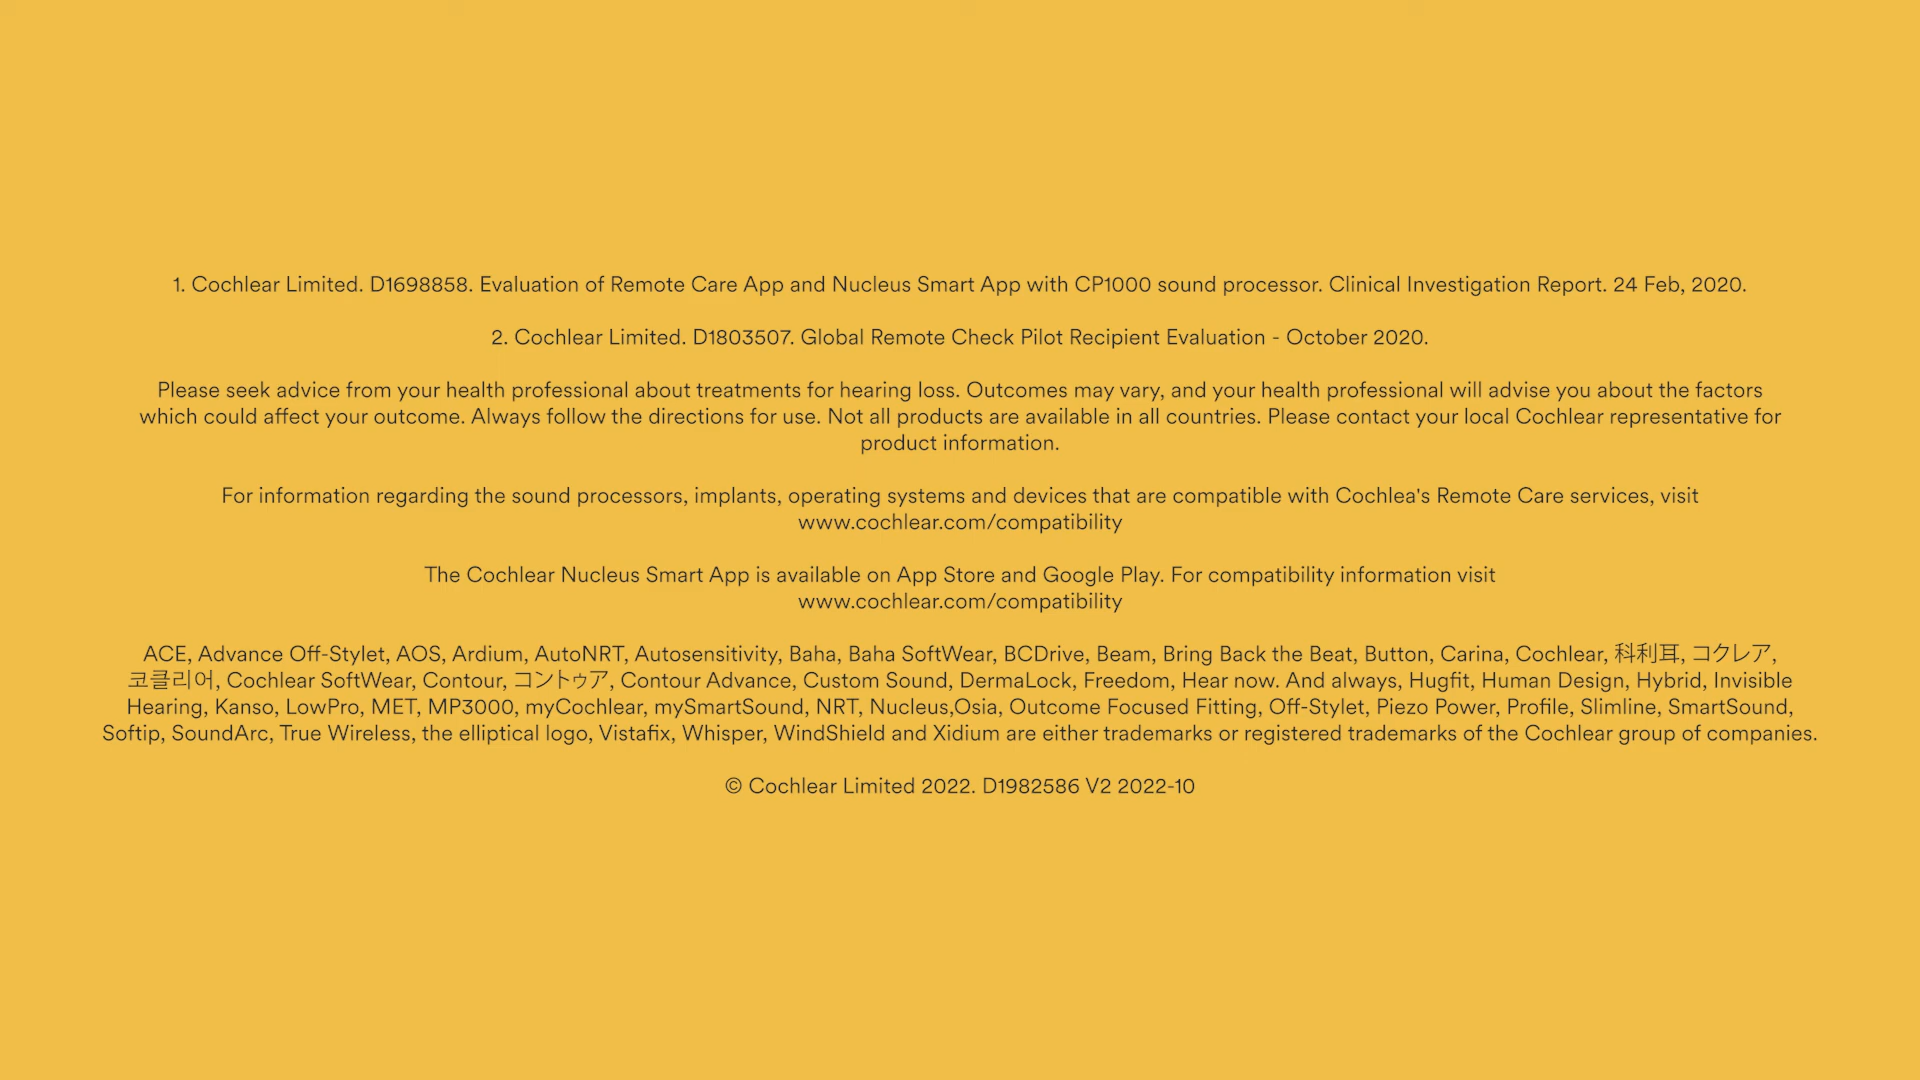 1. Cochlear Limited. D1698858. Evaluation of Remote Care App and Nucleus Smart App with CP1000 sound processor. Clinical Investigation Report. 24 Feb, 2020.
2. Cochlear Limited. D1803507. Global Remote Check Pilot Recipient Evaluation - October 2020.
Please seek advice from your health professional about treatments for hearing loss. Outcomes may vary, and your health professional will advise you about the factors
which could affect your outcome. Always follow the directions for use. Not all products are available in all countries. Please contact your local Cochlear representative for
product information.
For information regarding the sound processors, implants, operating systems and devices that are compatible with Cochlea's Remote Care services, visit
www.cochlear.com/compatibility
The Cochlear Nucleus Smart App is available on App Store and Google Play. For compatibility information visit
www.cochlear.com/compatibility
ACE, Advance Off-Stylet, AOS, Ardium, AutoNRT, Autosensitivity, Baha, Baha SoftWear, BCDrive, Beam, Bring Back the Beat, Button, Carina, Cochlear, 科利耳, コクレア,
코클리어, Cochlear SoftWear, Contour, コントゥア, Contour Advance, Custom Sound, DermaLock, Freedom, Hear now. And always, Hugfit, Human Design, Hybrid, Invisible
Hearing, Kanso, LowPro, MET, MP3000, myCochlear, mySmartSound, NRT, Nucleus,Osia, Outcome Focused Fitting, Off-Stylet, Piezo Power, Profile, Slimline, SmartSound,
Softip, SoundArc, True Wireless, the elliptical logo, Vistafix, Whisper, WindShield and Xidium are either trademarks or registered trademarks of the Cochlear group of companies.
© Cochlear Limited 2022. D1982586 V2 2022-10